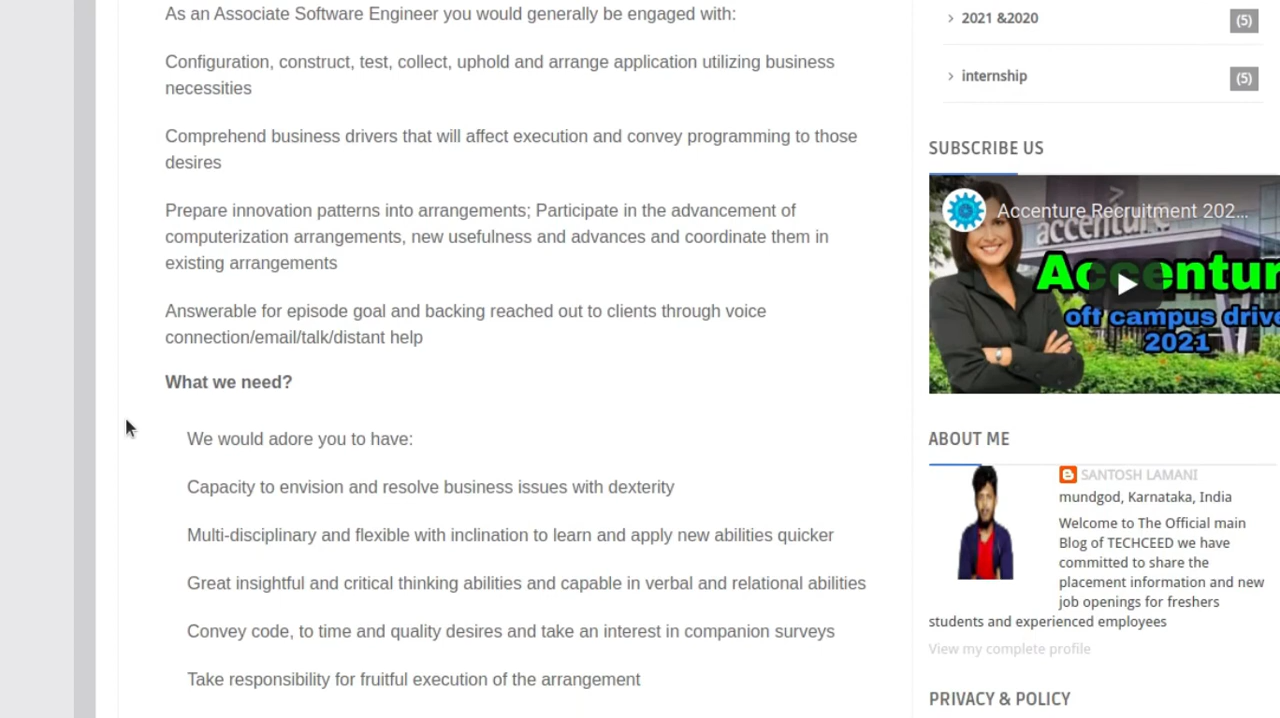 As an Associate Software Engineer you would generally be engaged with:
Configuration, construct, test, collect, uphold and arrange application utilizing business
necessities
Comprehend business drivers that will affect execution and convey programming to those
desires
Prepare innovation patterns into arrangements; Participate in the advancement of
computerization arrangements, new usefulness and advances and coordinate them in
existing arrangements
Answerable for episode goal and backing reached out to clients through voice
connection/email/talk/distant help
What we need?
We would adore you to have:
Capacity to envision and resolve business issues with dexterity
Multi-disciplinary and flexible with inclination to learn and apply new abilities quicker
Great insightful and critical thinking abilities and capable in verbal and relational abilities
Convey code, to time and quality desires and take an interest in companion surveys
Take responsibility for fruitful execution of the arrangement
2021 &2020 (5)
internship (5)
SUBSCRIBE US
Accenture Recruitment 202...
accenture
Accentur
off campus drive
2021
ABOUT ME
SANTOSH LAMANI
mundgod, Karnataka, India
Welcome to The Official main
Blog of TECHCEED we have
committed to share the
placement information and new
job openings for freshers
students and experienced employees
View my complete profile
PRIVACY & POLICY